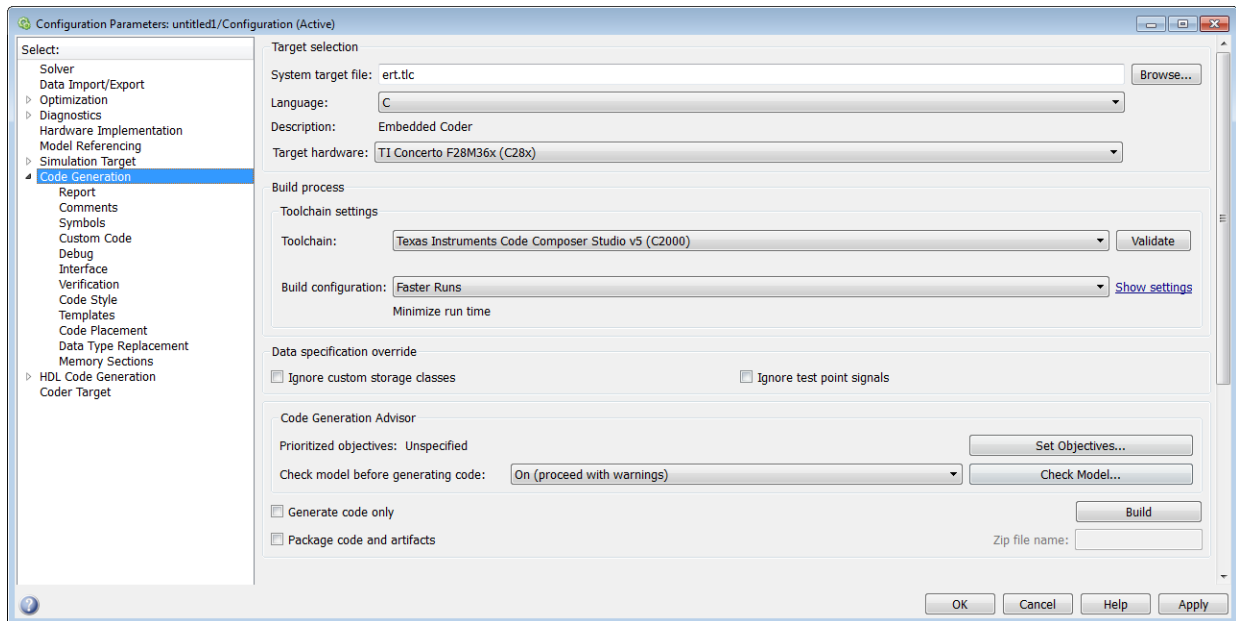 Configuration Parameters: untitled1/Configuration (Active)
Select:
Solver
Data Import/Export
Optimization
Diagnostics
Hardware Implementation
Model Referencing
Simulation Target
Code Generation
Report
Comments
Symbols
Custom Code
Debug
Interface
Verification
Code Style
Templates
Code Placement
Data Type Replacement
Memory Sections
HDL Code Generation
Coder Target
Target selection
System target file: ert.tlc Browse...
Language: C
Description: Embedded Coder
Target hardware: TI Concerto F28M36x (C28x)
Build process
Toolchain settings
Toolchain: Texas Instruments Code Composer Studio v5 (C2000) Validate
Build configuration: Faster Runs Show settings
Minimize run time
Data specification override
Ignore custom storage classes Ignore test point signals
Code Generation Advisor
Prioritized objectives: Unspecified Set Objectives...
Check model before generating code: On (proceed with warnings) Check Model...
Generate code only Build
Package code and artifacts Zip file name:
OK Cancel Help Apply